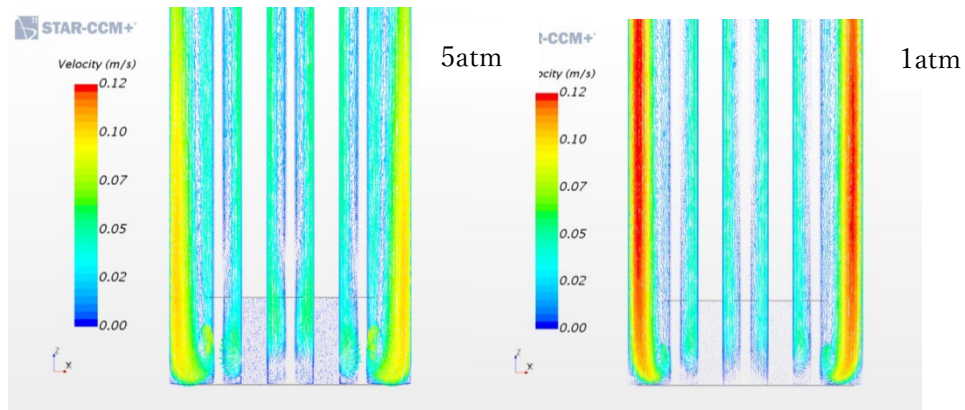 STAR-CCM+
5atm
Velocity (m/s)
0.12
0.10
0.07
0.05
0.02
0.00
Z
X
R-CCM+
1atm
ocity (m/s)
0.12
0.10
0.07
0.05
0.02
0.00
Z
X